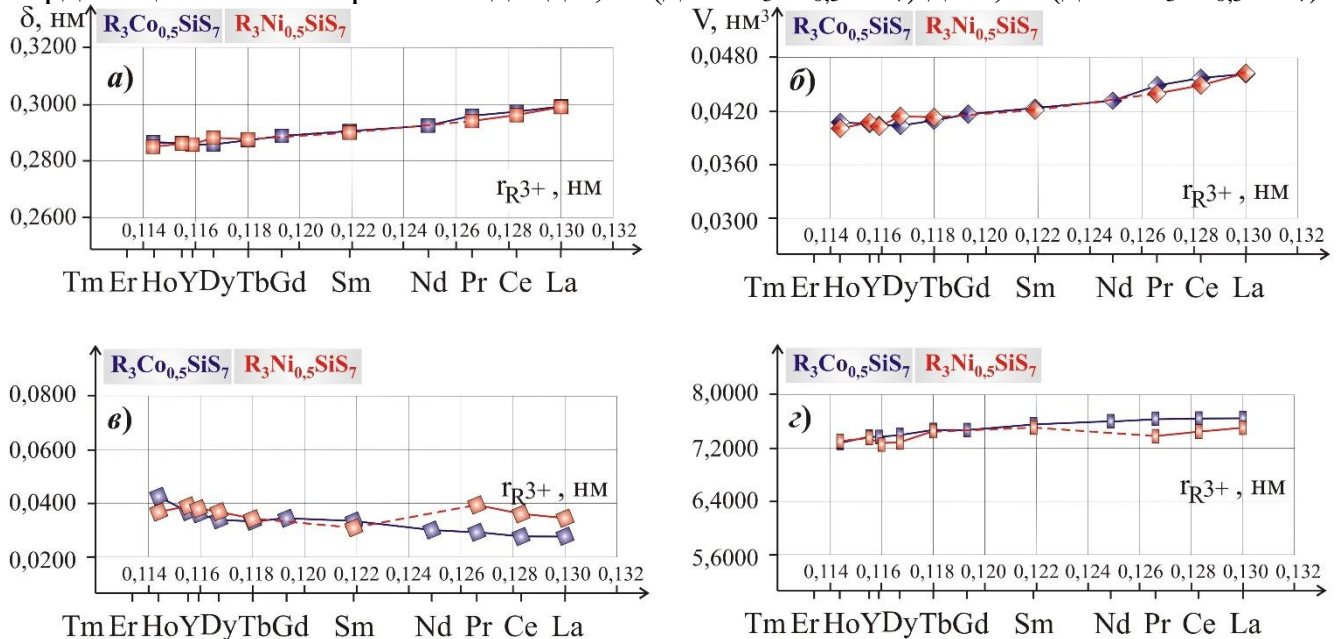 δ, нм
R₃Co₀,₅SiS₇ R₃Ni₀,₅SiS₇
0,3200
а)
0,3000
0,2800
r_R3+ , нм
0,2600
0,114 0,116 0,118 0,120 0,122 0,124 0,126 0,128 0,130 0,132
Tm Er Ho Y Dy Tb Gd Sm Nd Pr Ce La
V, нм³
R₃Co₀,₅SiS₇ R₃Ni₀,₅SiS₇
0,0480
б)
0,0420
0,0360
r_R3+ , нм
0,0300
0,114 0,116 0,118 0,120 0,122 0,124 0,126 0,128 0,130 0,132
Tm Er Ho Y Dy Tb Gd Sm Nd Pr Ce La
R₃Co₀,₅SiS₇ R₃Ni₀,₅SiS₇
0,0800
в)
0,0600
r_R3+ , нм
0,0400
0,0200
0,114 0,116 0,118 0,120 0,122 0,124 0,126 0,128 0,130 0,132
Tm Er Ho Y Dy Tb Gd Sm Nd Pr Ce La
R₃Co₀,₅SiS₇ R₃Ni₀,₅SiS₇
8,0000
г)
7,2000
r_R3+ , нм
6,4000
5,6000
0,114 0,116 0,118 0,120 0,122 0,124 0,126 0,128 0,130 0,132
Tm Er Ho Y Dy Tb Gd Sm Nd Pr Ce La